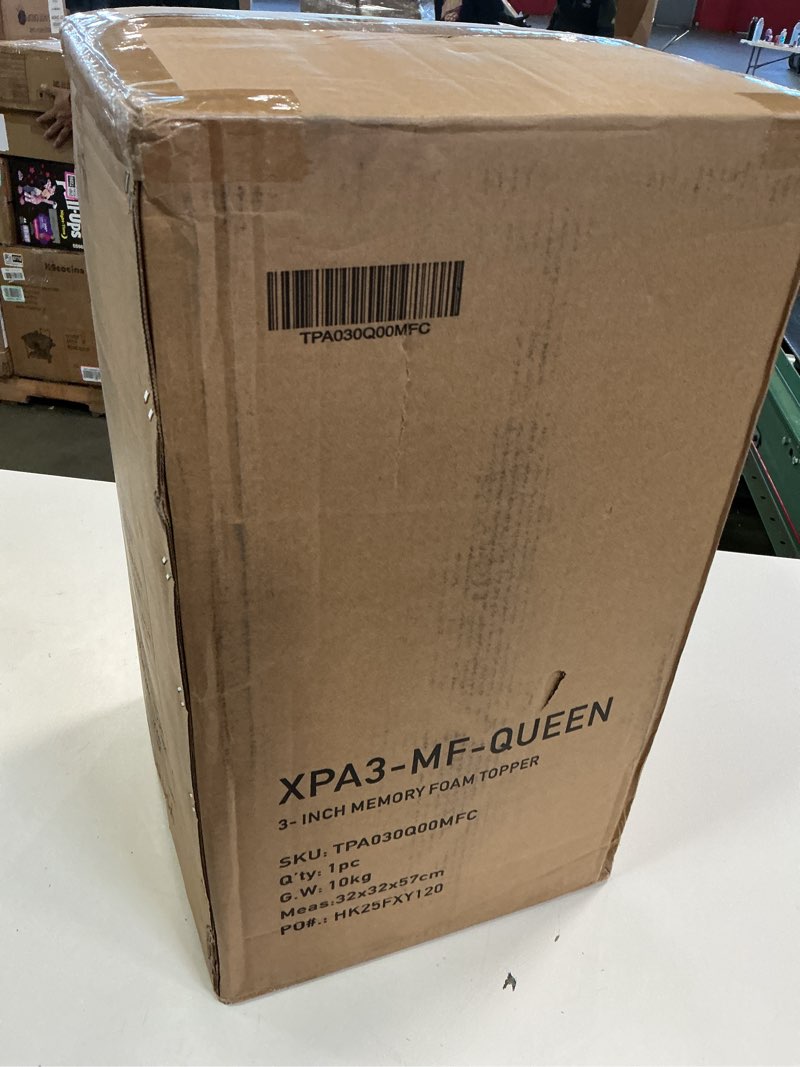 TPA030Q00MFC
XPA3-MF-QUEEN
3- INCH MEMORY FOAM TOPPER
SKU: TPA030Q00MFC
Q'ty: 1pc
G.W: 10kg
Meas:32x32x57cm
PO#.: HK25FXY120